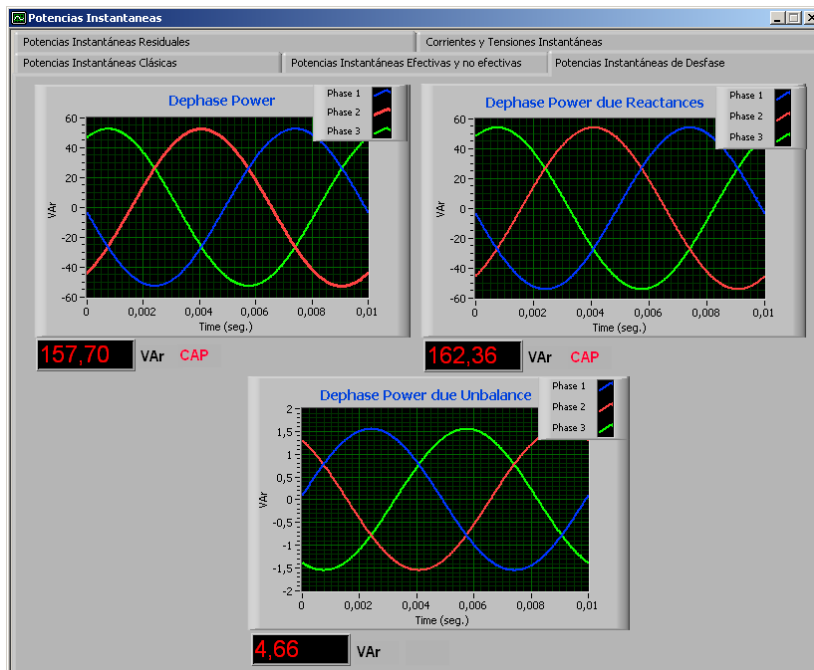 Potencias Instantaneas
Potencias Instantáneas Residuales
Corrientes y Tensiones Instantáneas
Potencias Instantáneas Clásicas
Potencias Instantáneas Efectivas y no efectivas
Potencias Instantáneas de Desfase
Dephase Power
Phase 1
Phase 2
Phase 3
60
40
20
0
-20
-40
-60
VAr
0
0,002
0,004
0,006
0,008
0,01
Time (seg.)
157,70 VAr CAP
Dephase Power due Reactances
Phase 1
Phase 2
Phase 3
60
40
20
0
-20
-40
-60
VAr
0
0,002
0,004
0,006
0,008
0,01
Time (seg.)
162,36 VAr CAP
Dephase Power due Unbalance
Phase 1
Phase 2
Phase 3
2
1,5
1
0,5
0
-0,5
-1
-1,5
-2
VAr
0
0,002
0,004
0,006
0,008
0,01
Time (seg.)
4,66 VAr